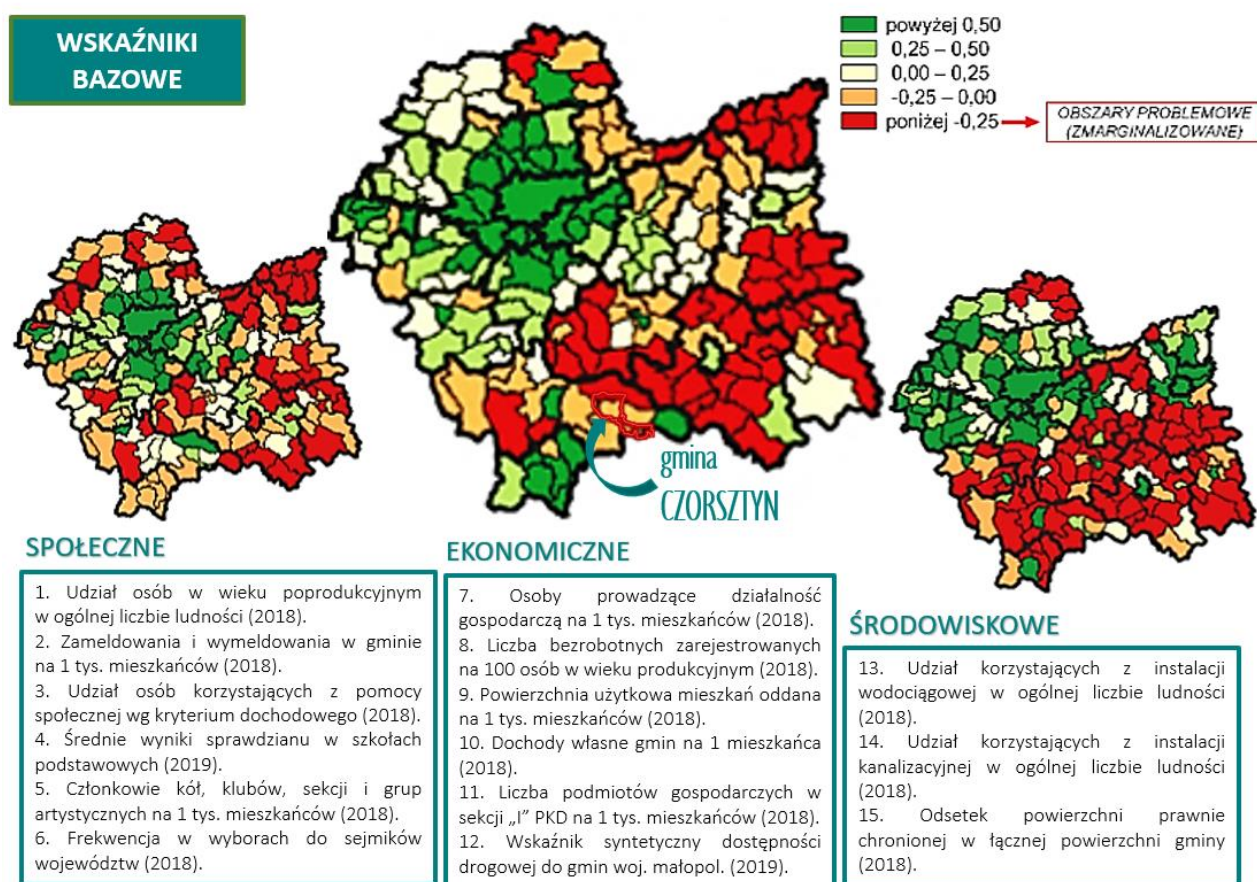 WSKAŹNIKI
BAZOWE
powyżej 0,50
0,25 – 0,50
0,00 – 0,25
-0,25 – 0,00
poniżej -0,25
OBSZARY PROBLEMOWE
(ZMARGINALIZOWANE)
gmina
CZORSZTYN
SPOŁECZNE
1. Udział osób w wieku poprodukcyjnym
w ogólnej liczbie ludności (2018).
2. Zameldowania i wymeldowania w gminie
na 1 tys. mieszkańców (2018).
3. Udział osób korzystających z pomocy
społecznej wg kryterium dochodowego (2018).
4. Średnie wyniki sprawdzianu w szkołach
podstawowych (2019).
5. Członkowie kół, klubów, sekcji i grup
artystycznych na 1 tys. mieszkańców (2018).
6. Frekwencja w wyborach do sejmików
województw (2018).
EKONOMICZNE
7. Osoby prowadzące działalność
gospodarczą na 1 tys. mieszkańców (2018).
8. Liczba bezrobotnych zarejestrowanych
na 100 osób w wieku produkcyjnym (2018).
9. Powierzchnia użytkowa mieszkań oddana
na 1 tys. mieszkańców (2018).
10. Dochody własne gmin na 1 mieszkańca
(2018).
11. Liczba podmiotów gospodarczych w
sekcji „I” PKD na 1 tys. mieszkańców (2018).
12. Wskaźnik syntetyczny dostępności
drogowej do gmin woj. małopol. (2019).
ŚRODOWISKOWE
13. Udział korzystających z instalacji
wodociągowej w ogólnej liczbie ludności
(2018).
14. Udział korzystających z instalacji
kanalizacyjnej w ogólnej liczbie ludności
(2018).
15. Odsetek powierzchni prawnie
chronionej w łącznej powierzchni gminy
(2018).